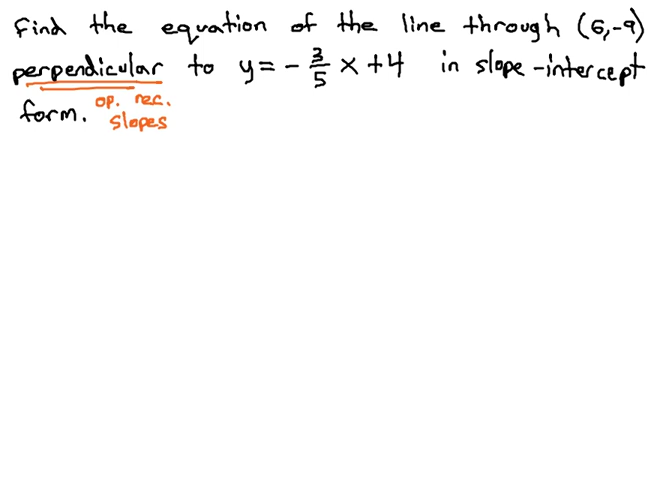 Find the equation of the line through (6,-9)
perpendicular to y = - 3/5 x + 4 in slope-intercept
form. op. rec.
slopes